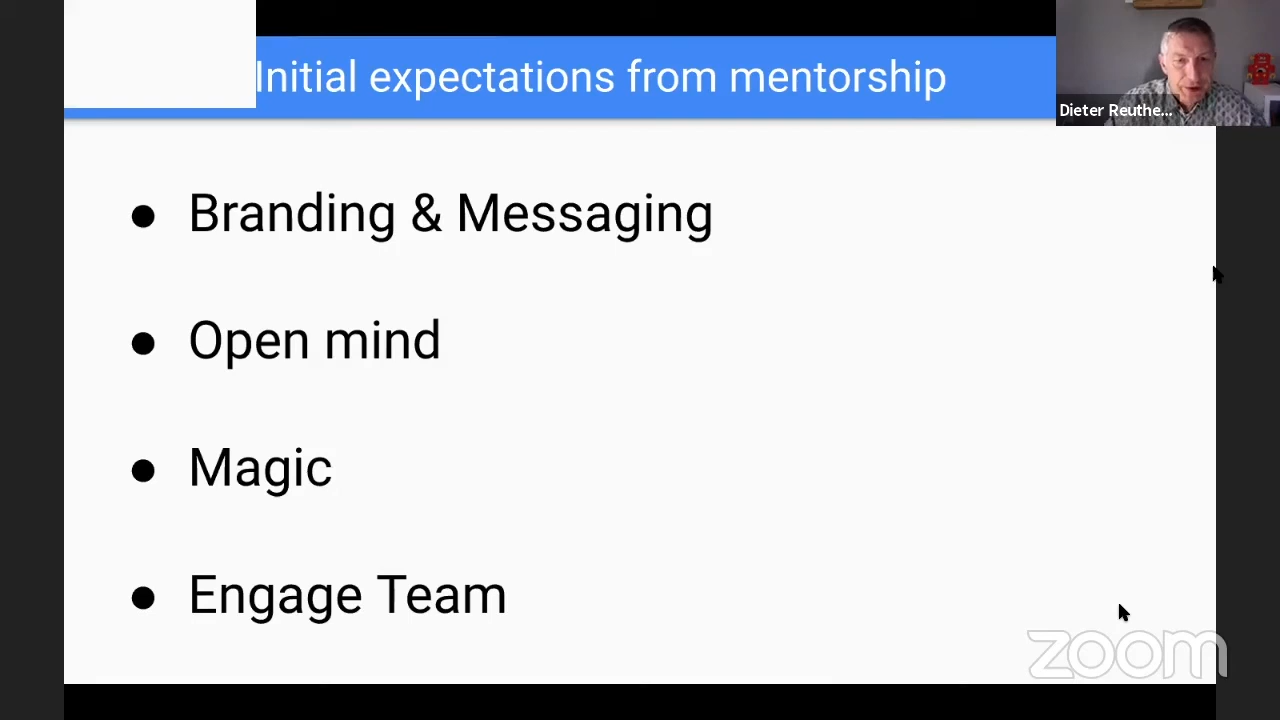 Initial expectations from mentorship
Dieter Reuthe...
● Branding & Messaging
● Open mind
● Magic
● Engage Team
zoom